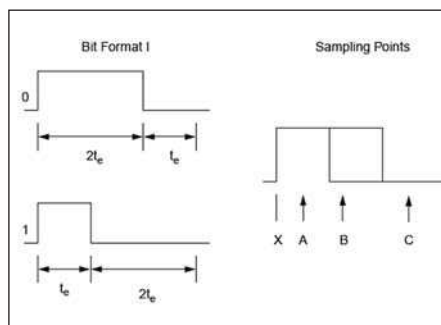 Bit Format I
Sampling Points
0
2te
te
1
te
2te
X
A
B
C